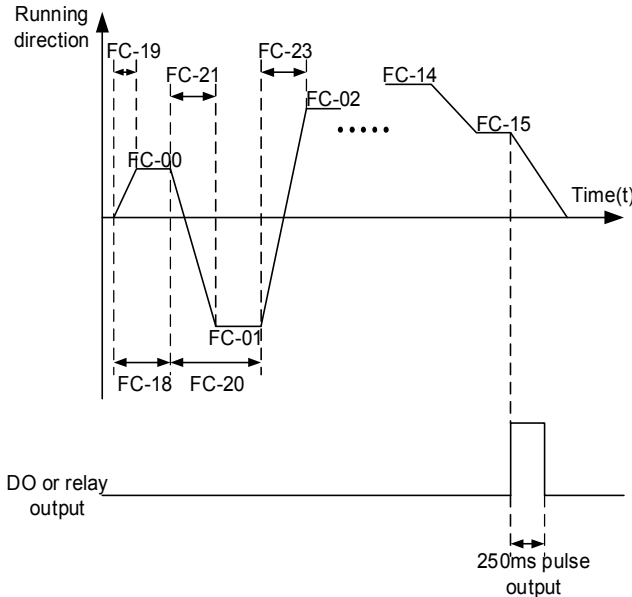 Running
direction
FC-19
FC-21
FC-23
FC-14
FC-02
FC-15
FC-00
Time(t)
FC-01
FC-18
FC-20
DO or relay
output
250ms pulse
output